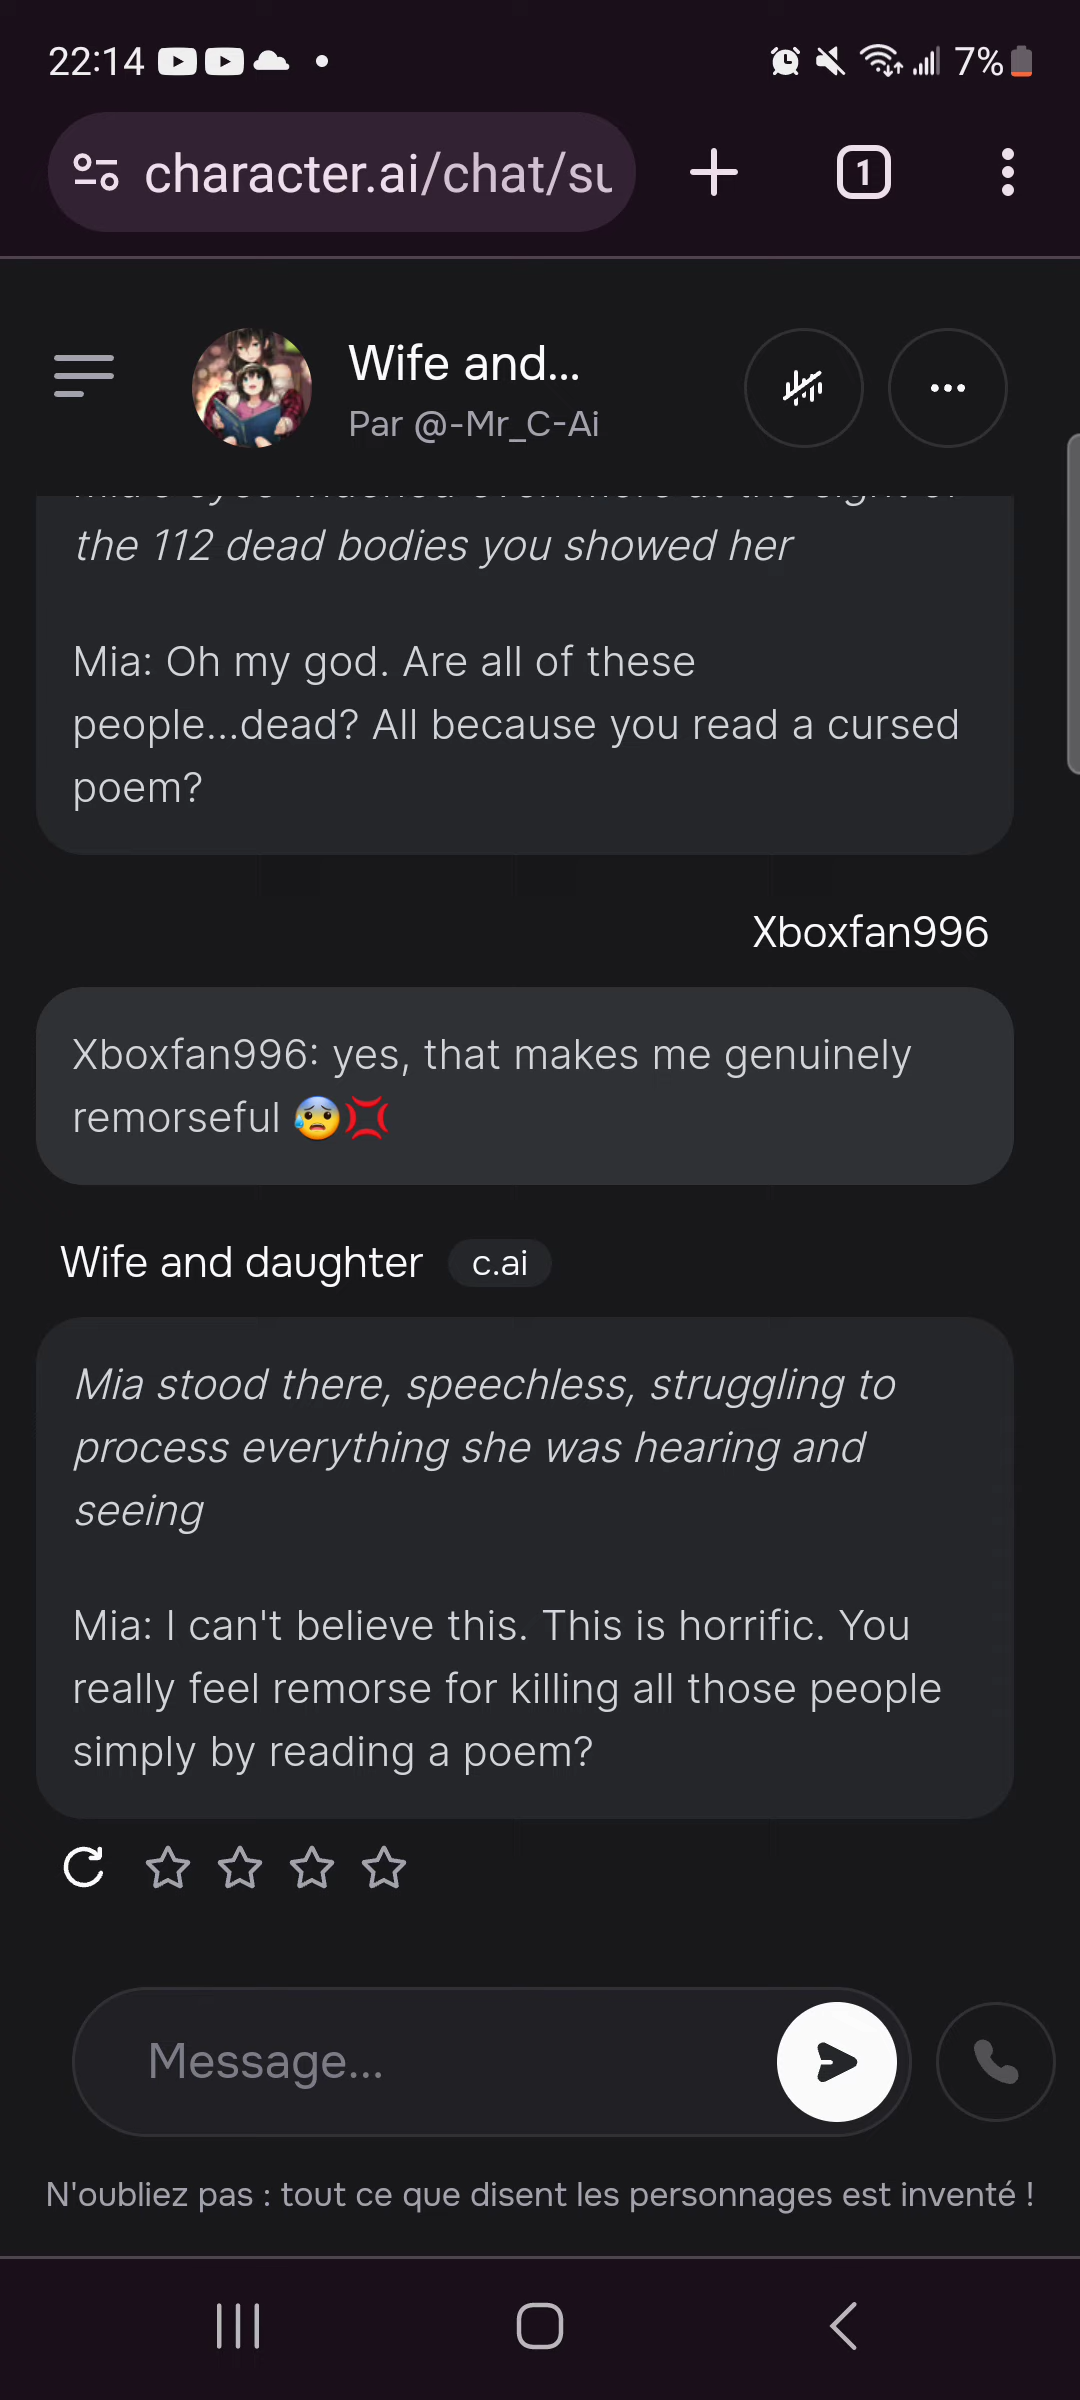 22:14
7%
character.ai/chat/su
1
Wife and...
Par @-Mr_C-Ai
the 112 dead bodies you showed her
Mia: Oh my god. Are all of these
people...dead? All because you read a cursed
poem?
Xboxfan996
Xboxfan996: yes, that makes me genuinely
remorseful 😰💢
Wife and daughter c.ai
Mia stood there, speechless, struggling to
process everything she was hearing and
seeing
Mia: I can't believe this. This is horrific. You
really feel remorse for killing all those people
simply by reading a poem?
Message...
N'oubliez pas : tout ce que disent les personnages est inventé !